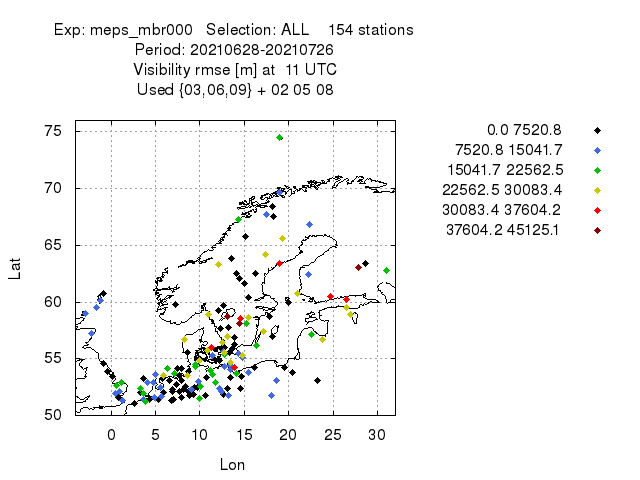 Exp: meps_mbr000   Selection: ALL    154 stations
Period: 20210628-20210726
Visibility rmse [m] at  11 UTC
Used {03,06,09} + 02 05 08
0.0 7520.8
7520.8 15041.7
15041.7 22562.5
22562.5 30083.4
30083.4 37604.2
37604.2 45125.1
75
70
65
60
55
50
Lat
0 5 10 15 20 25 30
Lon